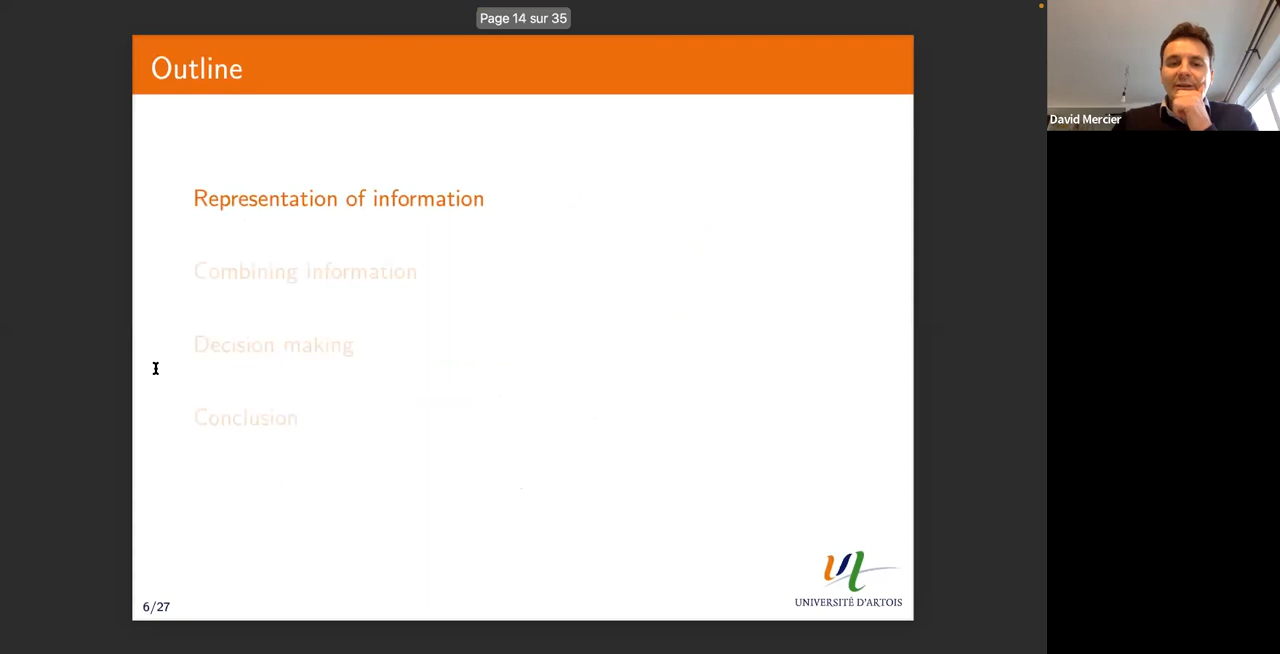 Page 14 sur 35
Outline
David Mercier
Representation of information
Combining information
Decision making
Conclusion
6/27
UNIVERSITÉ D'ARTOIS